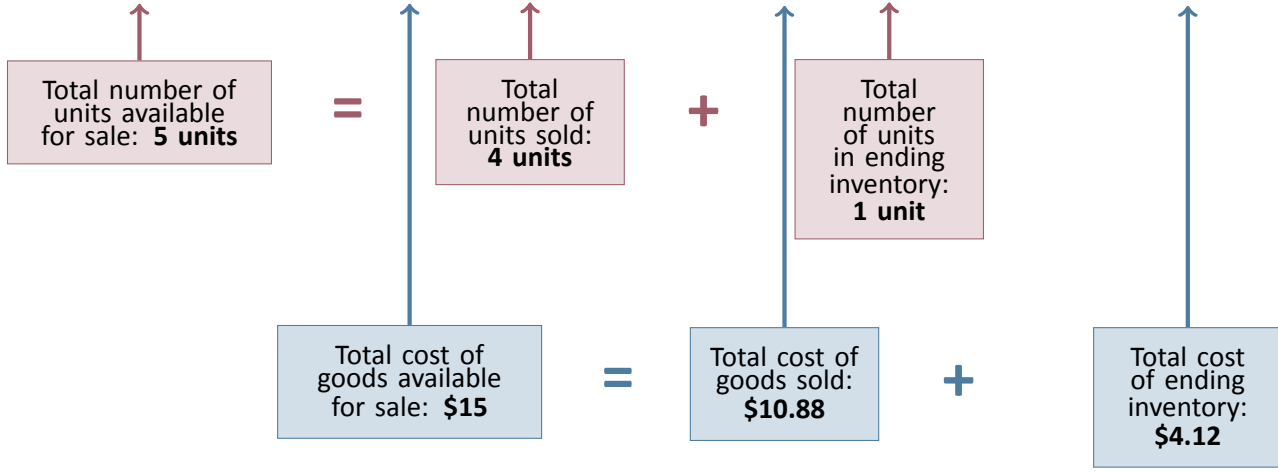 Total number of
units available
for sale: 5 units
=
Total
number of
units sold:
4 units
+
Total
number
of units
in ending
inventory:
1 unit
Total cost of
goods available
for sale: $15
=
Total cost of
goods sold:
$10.88
+
Total cost
of ending
inventory:
$4.12